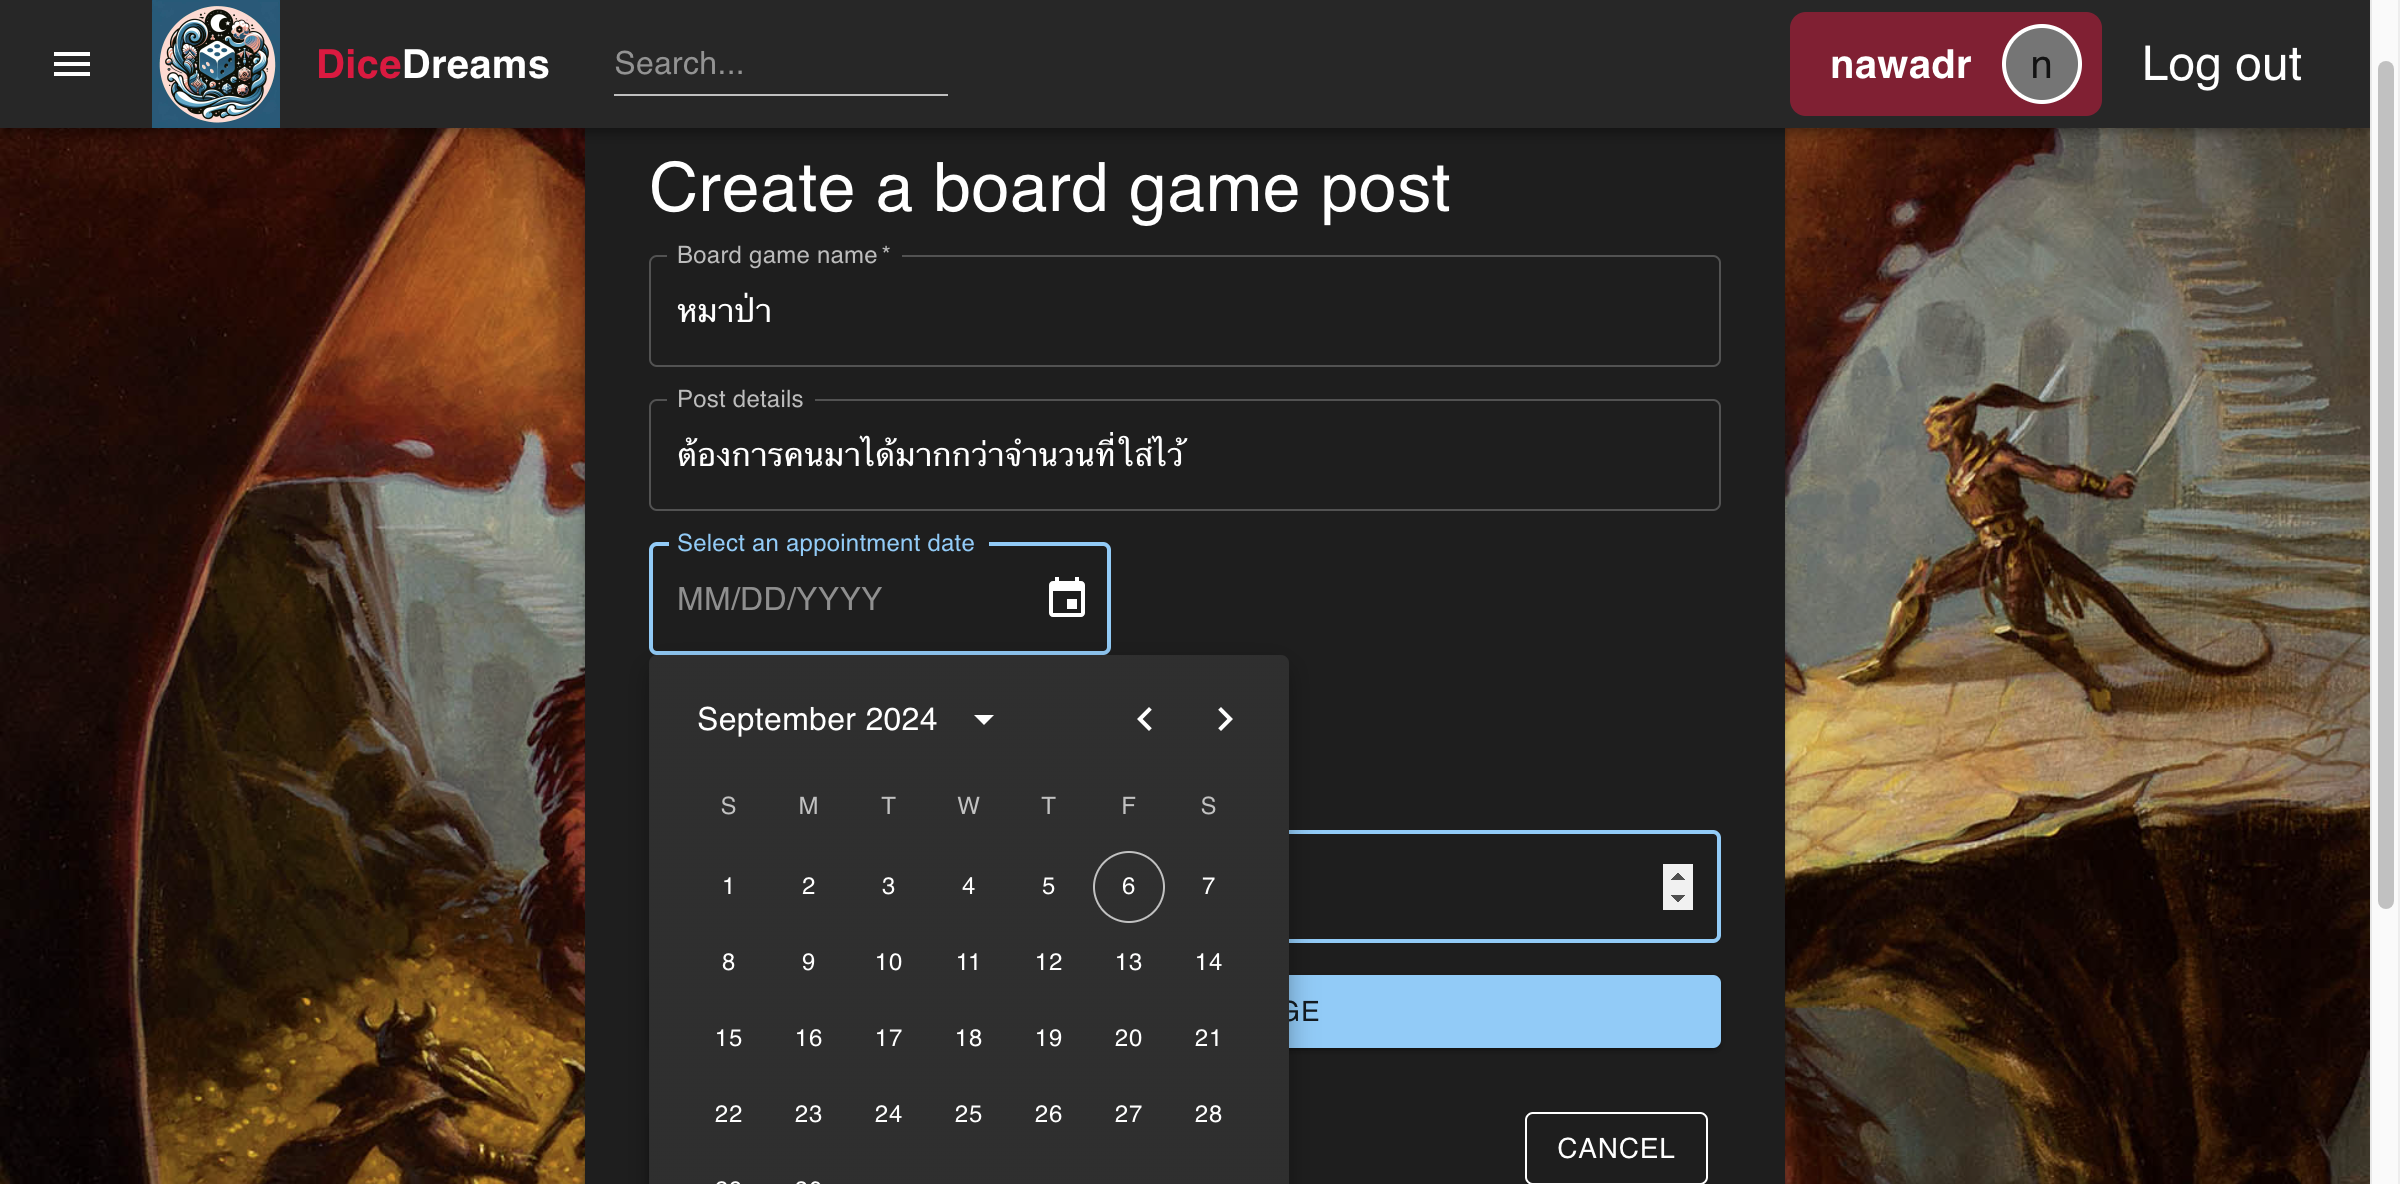 DiceDreams
Search...
nawadr
n
Log out
Create a board game post
Board game name *
หมาป่า
Post details
ต้องการคนมาได้มากกว่าจำนวนที่ใส่ไว้
Select an appointment date
MM/DD/YYYY
September 2024
S M T W T F S
1 2 3 4 5 6 7
8 9 10 11 12 13 14
GE
15 16 17 18 19 20 21
22 23 24 25 26 27 28
CANCEL